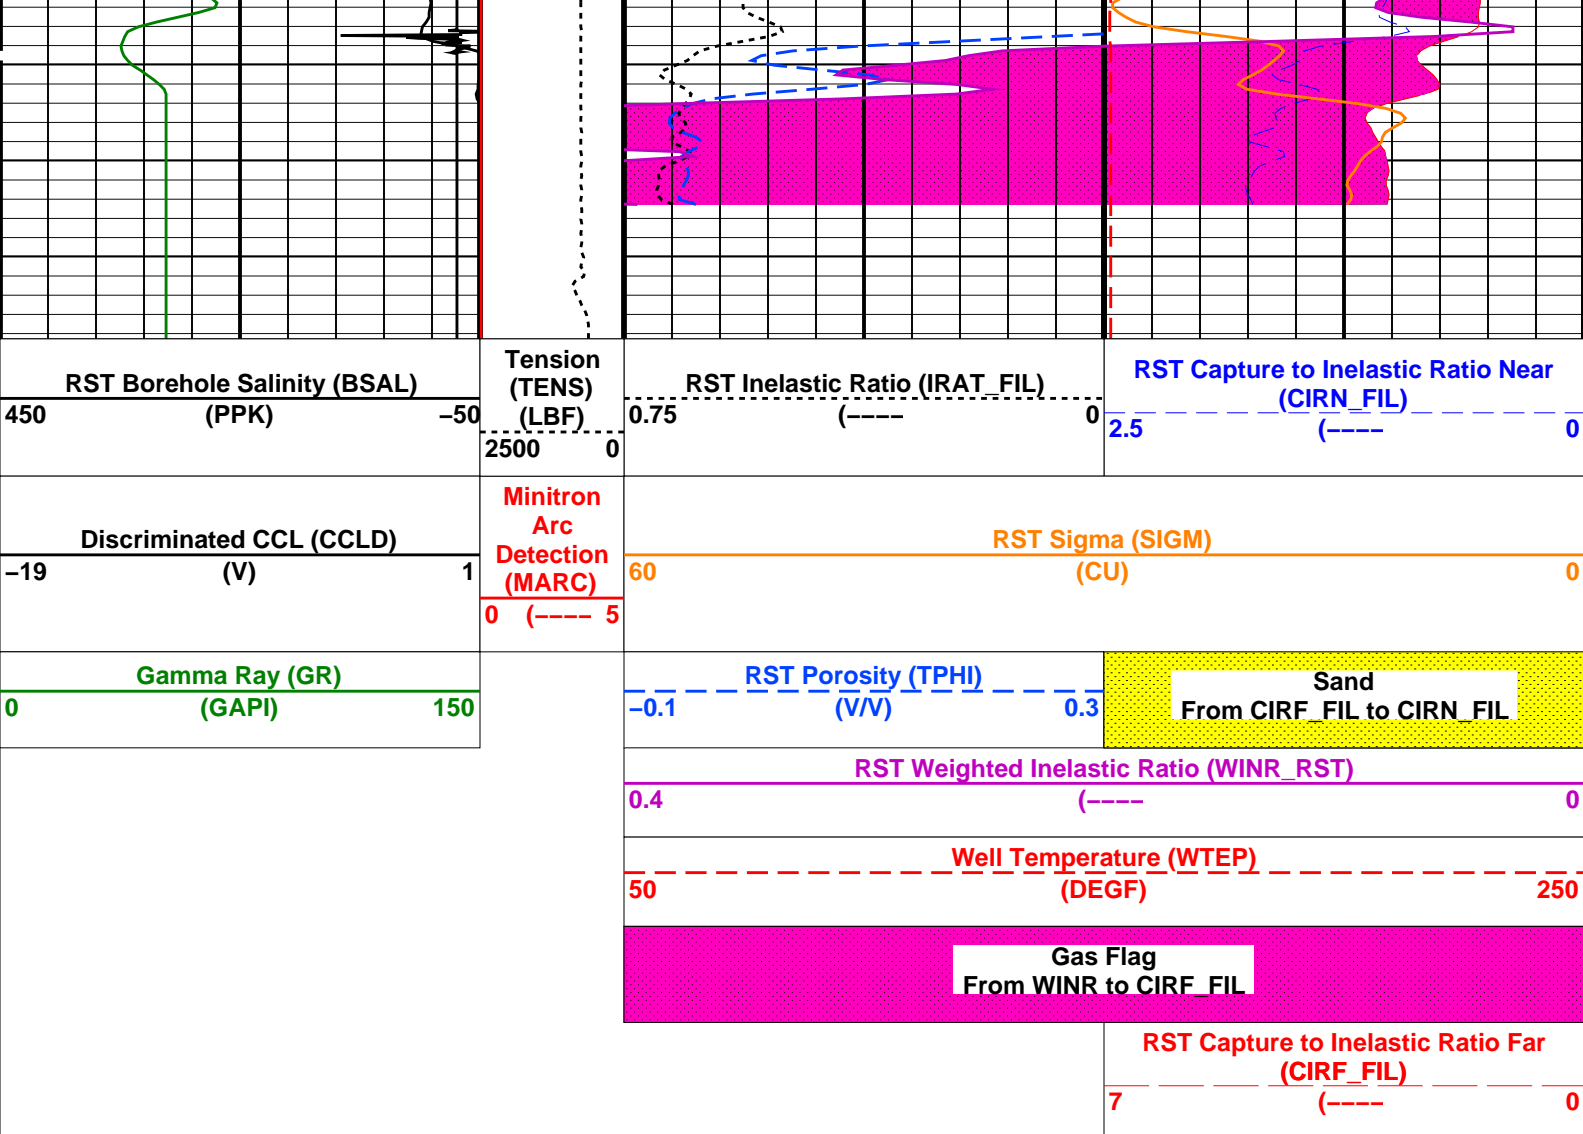 RST Borehole Salinity (BSAL)
450 (PPK) −50
Tension
(TENS)
(LBF)
2500 0
RST Inelastic Ratio (IRAT_FIL)
0.75 (−−−− 0
RST Capture to Inelastic Ratio Near
(CIRN_FIL)
2.5 (−−−− 0
Discriminated CCL (CCLD)
−19 (V) 1
Minitron
Arc
Detection
(MARC)
0 (−−−− 5
RST Sigma (SIGM)
60 (CU) 0
Gamma Ray (GR)
0 (GAPI) 150
RST Porosity (TPHI)
−0.1 (V/V) 0.3
Sand
From CIRF_FIL to CIRN_FIL
RST Weighted Inelastic Ratio (WINR_RST)
0.4 (−−−− 0
Well Temperature (WTEP)
50 (DEGF) 250
Gas Flag
From WINR to CIRF_FIL
RST Capture to Inelastic Ratio Far
(CIRF_FIL)
7 (−−−− 0